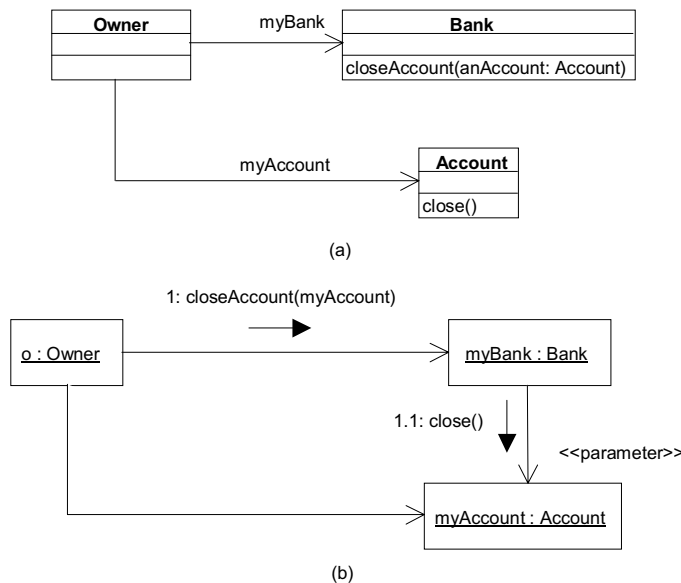 Owner
myBank
Bank
closeAccount(anAccount: Account)
myAccount
Account
close()
(a)
1: closeAccount(myAccount)
o : Owner
myBank : Bank
1.1: close()
<<parameter>>
myAccount : Account
(b)